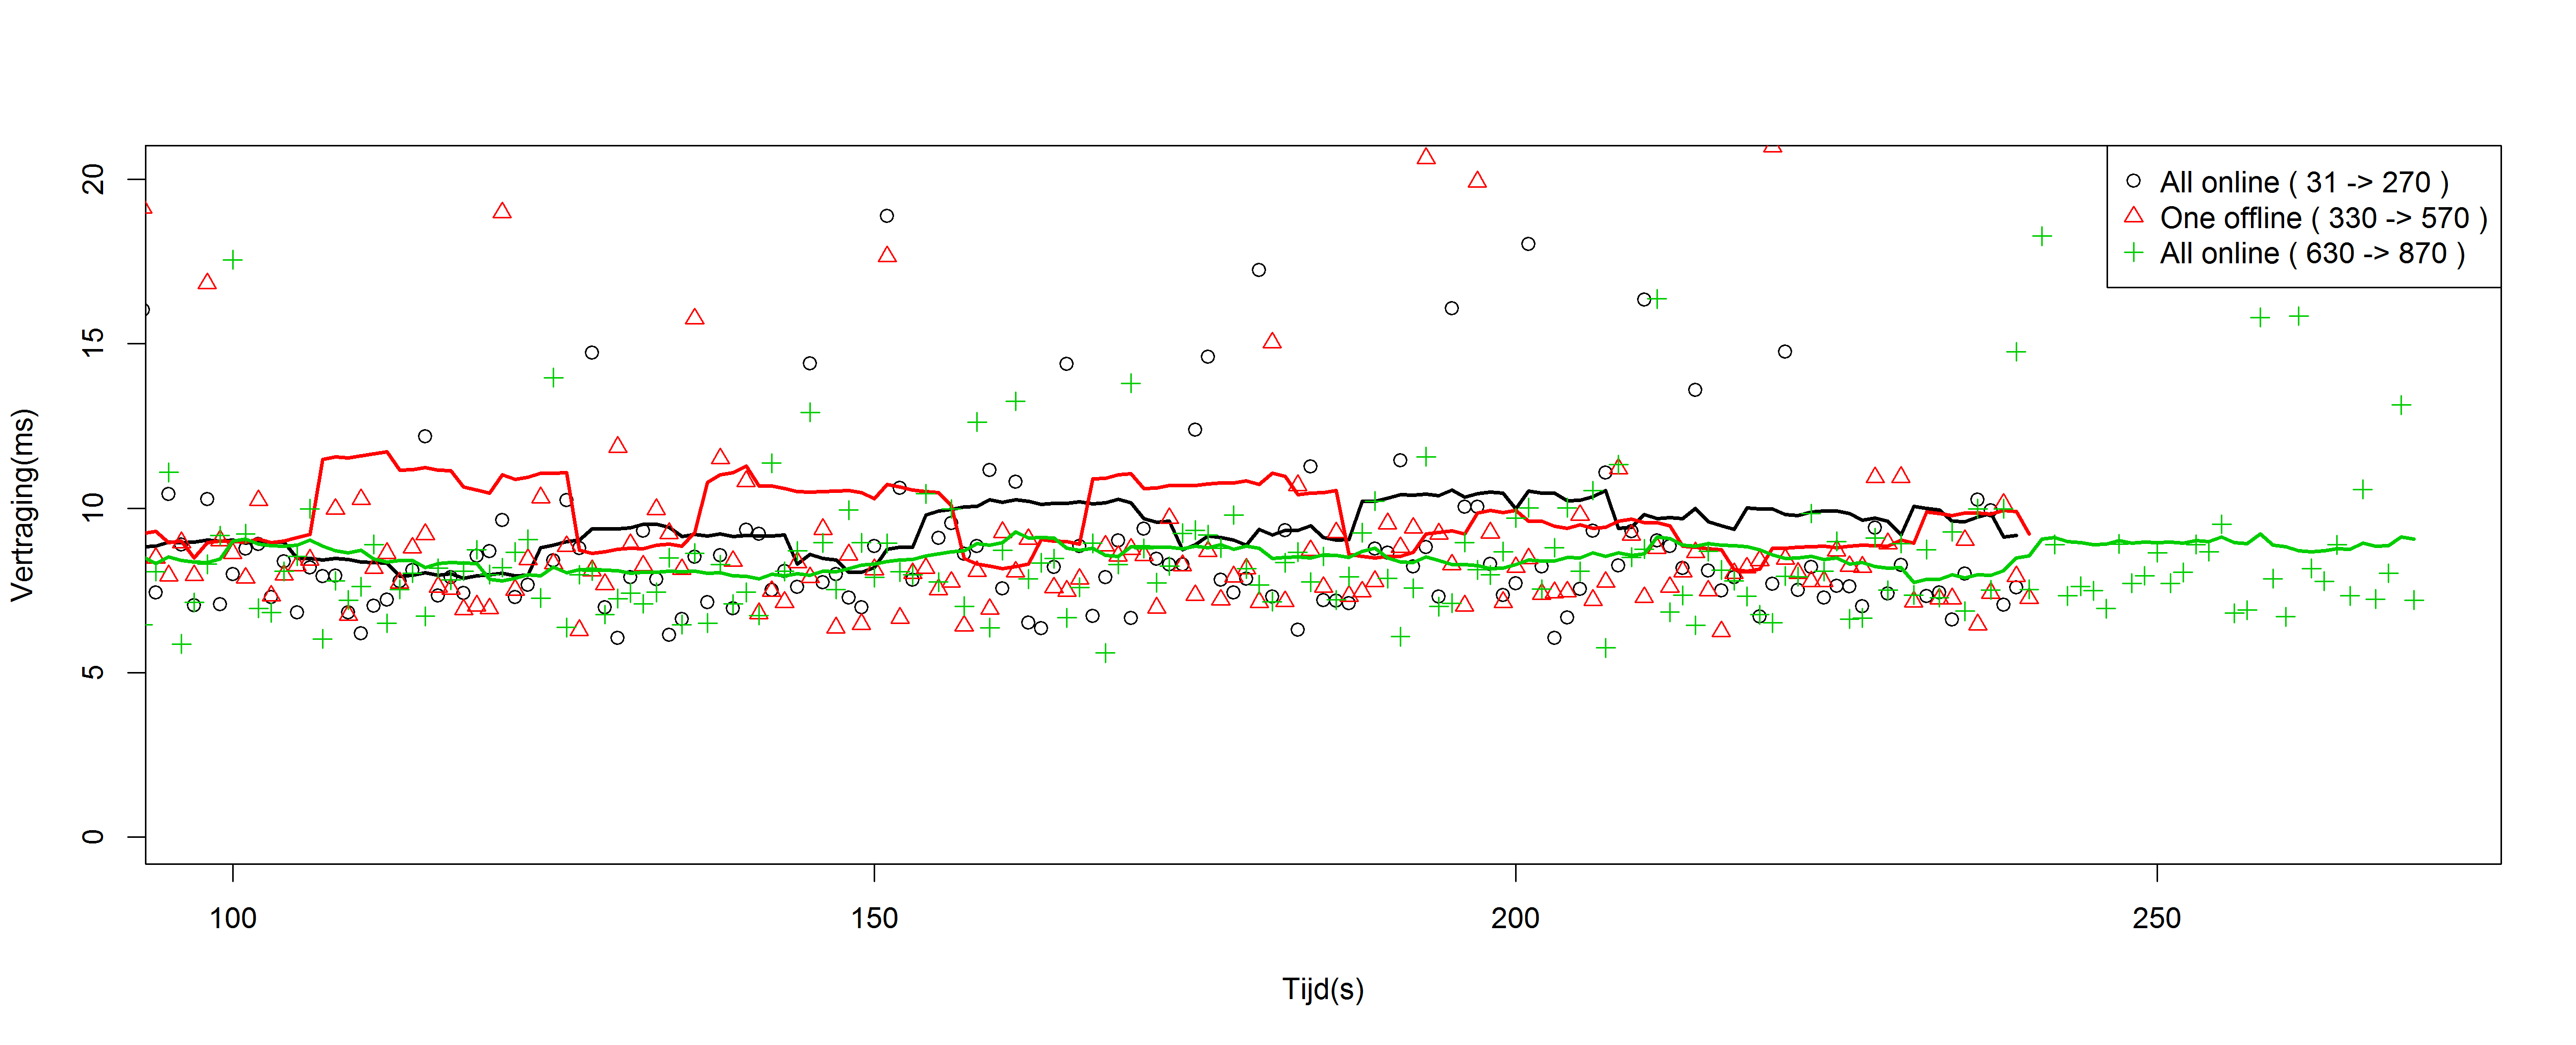 20
15
10
5
0
Vertraging(ms)
100
150
200
250
Tijd(s)
All online ( 31 -> 270 )
One offline ( 330 -> 570 )
All online ( 630 -> 870 )